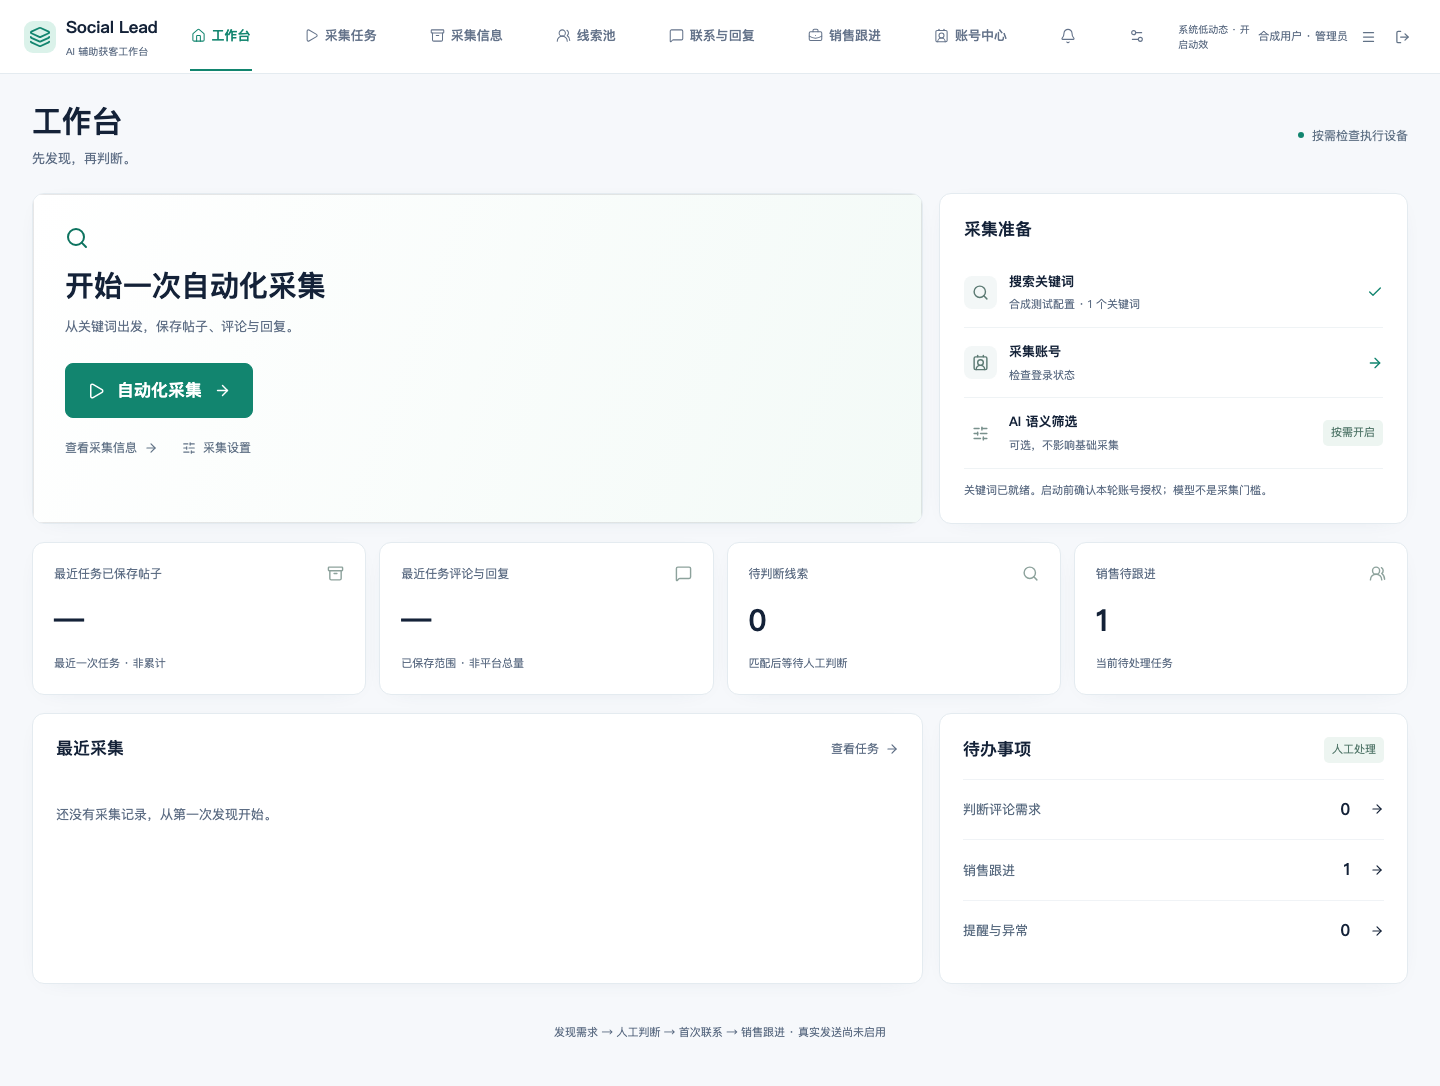 Social Lead
AI 辅助获客工作台
工作台
采集任务
采集信息
线索池
联系与回复
销售跟进
账号中心
系统低动态 · 开
启动效
合成用户 · 管理员
工作台
先发现，再判断。
按需检查执行设备
开始一次自动化采集
从关键词出发，保存帖子、评论与回复。
自动化采集
查看采集信息
采集设置
采集准备
搜索关键词
合成测试配置 · 1 个关键词
采集账号
检查登录状态
AI 语义筛选
可选，不影响基础采集
按需开启
关键词已就绪。启动前确认本轮账号授权；模型不是采集门槛。
最近任务已保存帖子
—
最近一次任务 · 非累计
最近任务评论与回复
—
已保存范围 · 非平台总量
待判断线索
0
匹配后等待人工判断
销售待跟进
1
当前待处理任务
最近采集
查看任务
还没有采集记录，从第一次发现开始。
待办事项
人工处理
判断评论需求
0
销售跟进
1
提醒与异常
0
发现需求 → 人工判断 → 首次联系 → 销售跟进 · 真实发送尚未启用